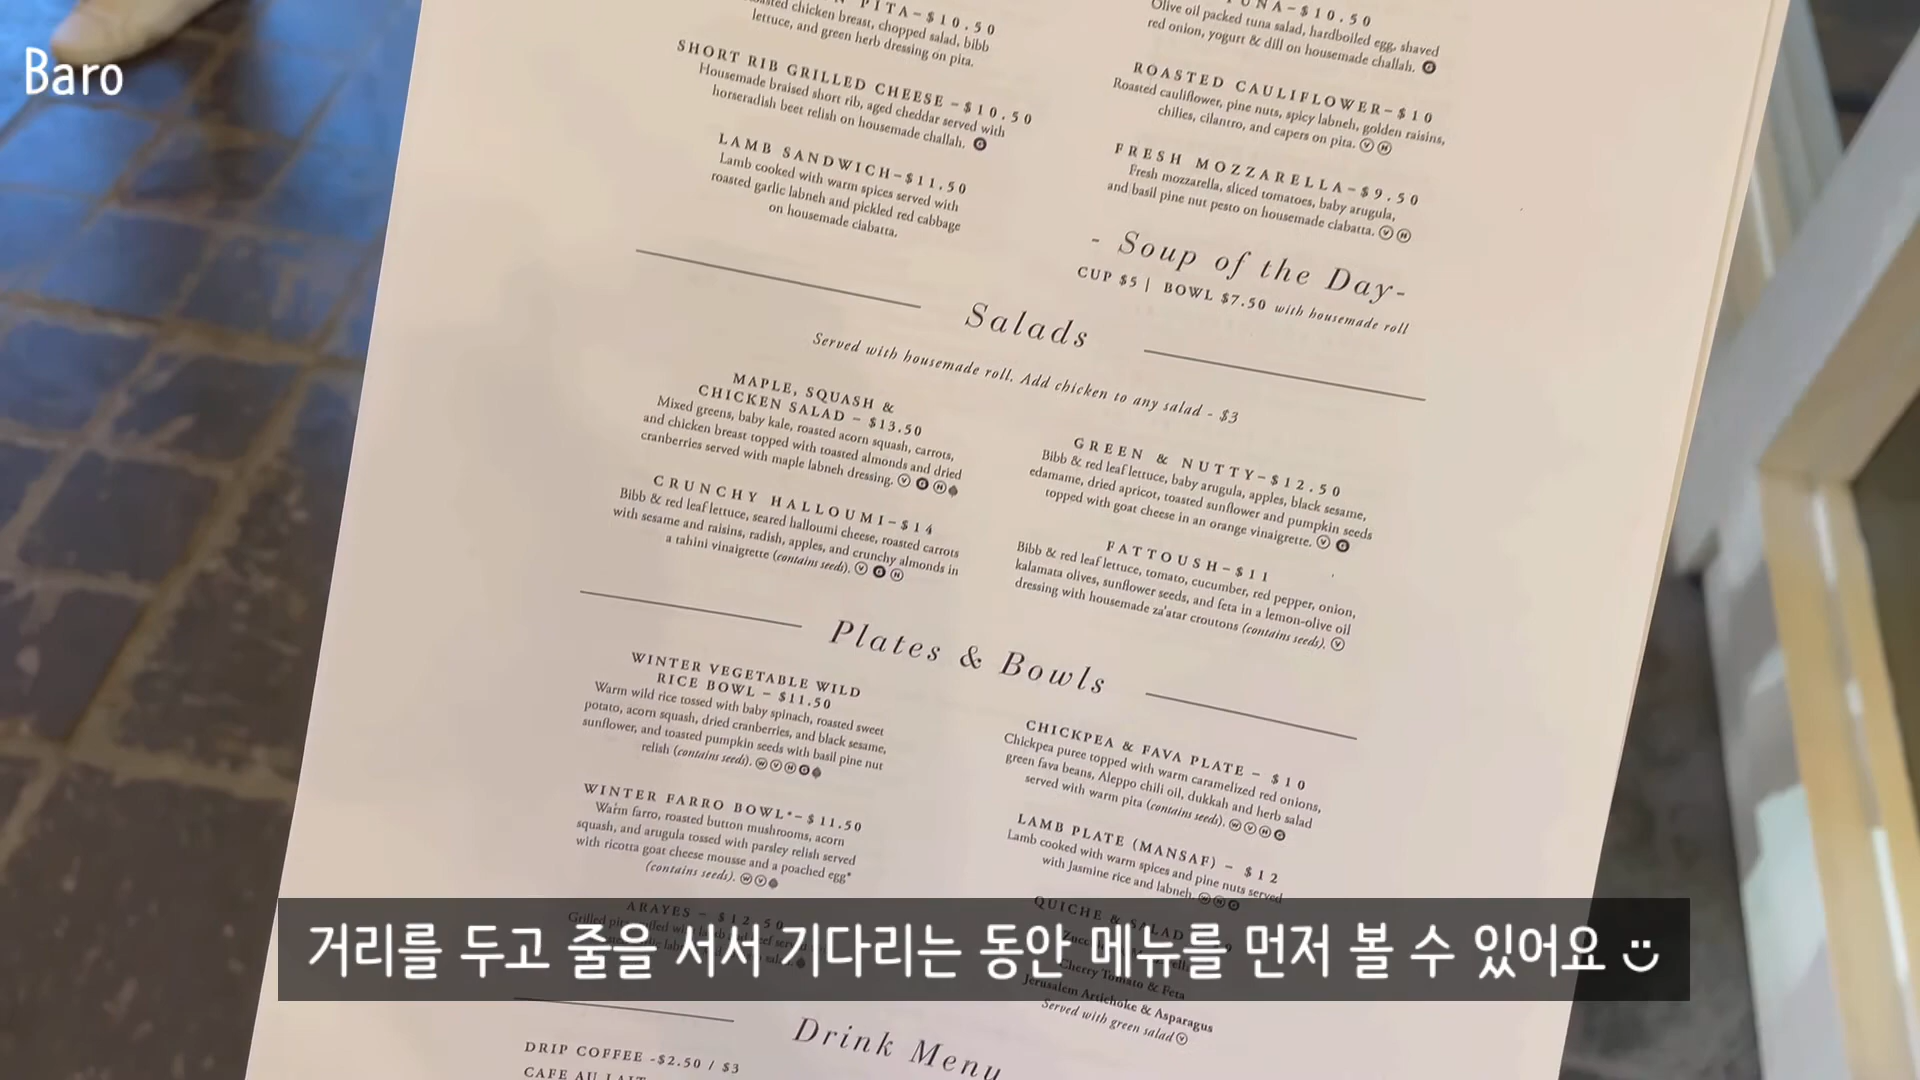 Baro
PITA-$10.50
chicken breast, chopped salad, bibb
lettuce, and green herb dressing on pita.
SHORT RIB GRILLED CHEESE -$10.50
Housemade braised short rib, aged cheddar served with
horseradish beet relish on housemade challah. G
LAMB SANDWICH-$11.50
Lamb cooked with warm spices served with
roasted garlic labneh and pickled red cabbage
on housemade ciabatta.
-$10.50
Olive oil packed tuna salad, hardboiled egg, shaved
red onion, yogurt & dill on housemade challah. G
ROASTED CAULIFLOWER-$10
Roasted cauliflower, pine nuts, spicy labneh, golden raisins,
chilies, cilantro, and capers on pita. V N
FRESH MOZZARELLA-$9.50
Fresh mozzarella, sliced tomatoes, baby arugula,
and basil pine nut pesto on housemade ciabatta. V N
- Soup of the Day-
CUP $5 | BOWL $7.50 with housemade roll
Salads
Served with housemade roll. Add chicken to any salad - $3
MAPLE, SQUASH &
CHICKEN SALAD - $13.50
Mixed greens, baby kale, roasted acorn squash, carrots,
and chicken breast topped with toasted almonds and dried
cranberries served with maple labneh dressing. V G N
CRUNCHY HALLOUMI-$14
Bibb & red leaf lettuce, seared halloumi cheese, roasted carrots
with sesame and raisins, radish, apples, and crunchy almonds in
a tahini vinaigrette (contains seeds). V G N
GREEN & NUTTY-$12.50
Bibb & red leaf lettuce, baby arugula, apples, black sesame,
edamame, dried apricot, toasted sunflower and pumpkin seeds
topped with goat cheese in an orange vinaigrette. V G
FATTOUSH-$11
Bibb & red leaf lettuce, tomato, cucumber, red pepper, onion,
kalamata olives, sunflower seeds, and feta in a lemon-olive oil
dressing with housemade za'atar croutons (contains seeds). V
Plates & Bowls
WINTER VEGETABLE WILD
RICE BOWL - $11.50
Warm wild rice tossed with baby spinach, roasted sweet
potato, acorn squash, dried cranberries, and black sesame,
sunflower, and toasted pumpkin seeds with basil pine nut
relish (contains seeds). W V N G
WINTER FARRO BOWL*-$11.50
Warm farro, roasted button mushrooms, acorn
squash, and arugula tossed with parsley relish served
with ricotta goat cheese mousse and a poached egg*
(contains seeds). W V
ARAYES - $12.50
Grilled
CHICKPEA & FAVA PLATE - $10
Chickpea puree topped with warm caramelized red onions,
green fava beans, Aleppo chili oil, dukkah and herb salad
served with warm pita (contains seeds). W V N G
LAMB PLATE (MANSAF) - $12
Lamb cooked with warm spices and pine nuts served
with Jasmine rice and labneh. W N G
QUICHE & SALAD
Cherry Tomato & Feta
Jerusalem Artichoke & Asparagus
Served with green salad V
거리를 두고 줄을 서서 기다리는 동안 메뉴를 먼저 볼 수 있어요
Drink Menu
DRIP COFFEE -$2.50 / $3
CAFE AU LAIT